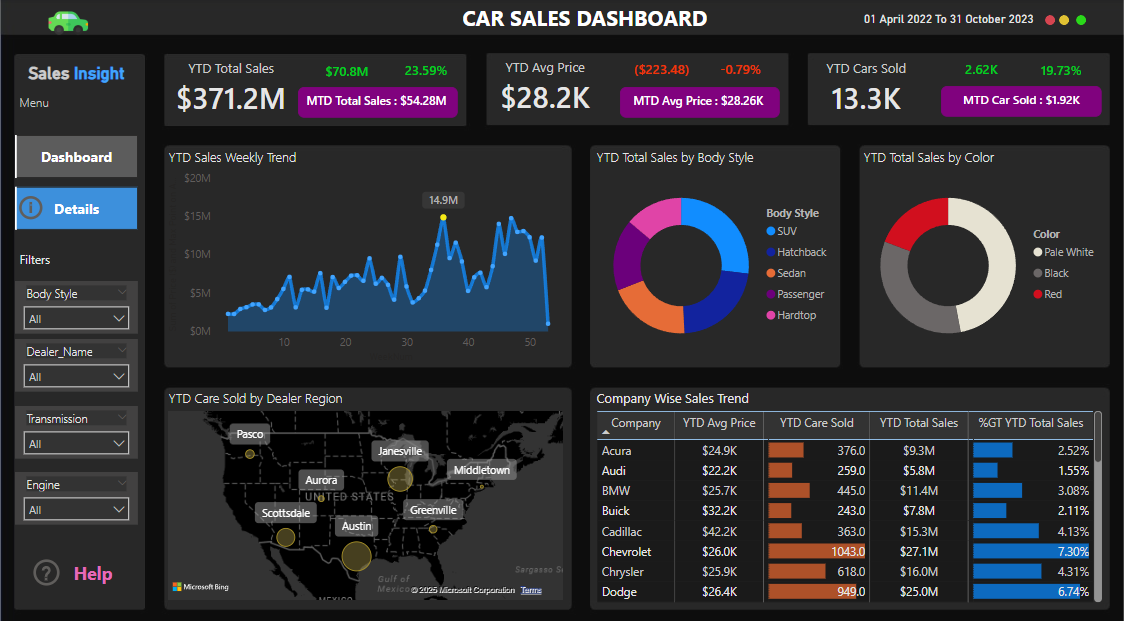 CAR SALES DASHBOARD
01 April 2022 To 31 October 2023
Sales Insight
Menu
Dashboard
Details
Filters
Body Style
All
Dealer_Name
All
Transmission
All
Engine
All
Help
YTD Total Sales
$70.8M 23.59%
$371.2M
MTD Total Sales : $54.28M
YTD Avg Price
($223.48) -0.79%
$28.2K
MTD Avg Price : $28.26K
YTD Cars Sold
2.62K 19.73%
13.3K
MTD Car Sold : $1.92K
YTD Sales Weekly Trend
$20M
$15M
$10M
$5M
$0M
14.9M
10 20 30 40 50
YTD Total Sales by Body Style
Body Style
SUV
Hatchback
Sedan
Passenger
Hardtop
YTD Total Sales by Color
Color
Pale White
Black
Red
YTD Care Sold by Dealer Region
Pasco
Janesville
Middletown
Aurora
UNITED STATES
Scottsdale
Greenville
Austin
Gulf of
Mexico
MEXICO
Microsoft Bing
© 2025 Microsoft Corporation Terms
Company Wise Sales Trend
Company YTD Avg Price YTD Care Sold YTD Total Sales %GT YTD Total Sales
Acura $24.9K 376.0 $9.3M 2.52%
Audi $22.2K 259.0 $5.8M 1.55%
BMW $25.7K 445.0 $11.4M 3.08%
Buick $32.2K 243.0 $7.8M 2.11%
Cadillac $42.2K 363.0 $15.3M 4.13%
Chevrolet $26.0K 1043.0 $27.1M 7.30%
Chrysler $25.9K 618.0 $16.0M 4.31%
Dodge $26.4K 949.0 $25.0M 6.74%